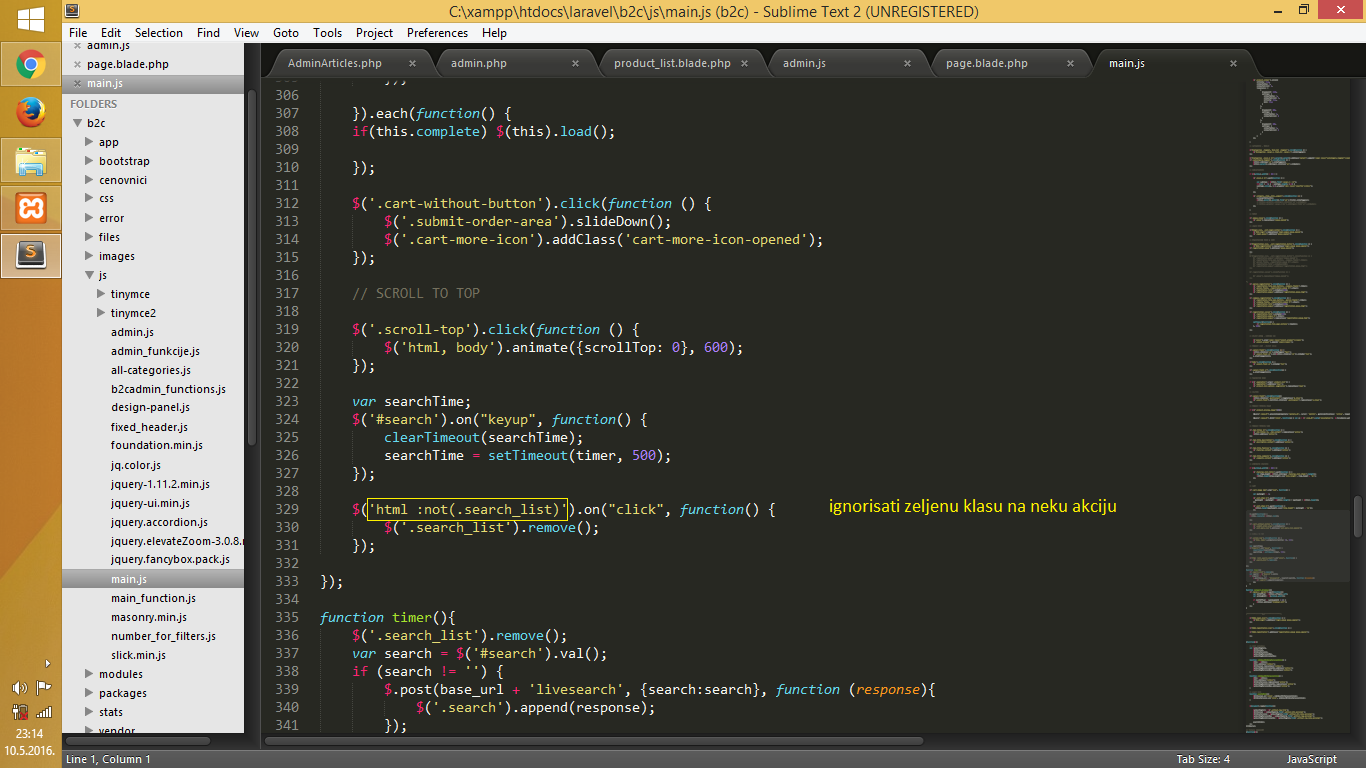 C:\xampp\htdocs\laravel\b2c\js\main.js (b2c) - Sublime Text 2 (UNREGISTERED)
File Edit Selection Find View Goto Tools Project Preferences Help
admin.js
page.blade.php
main.js
FOLDERS
b2c
app
bootstrap
cenovnici
css
error
files
images
js
tinymce
tinymce2
admin.js
admin_funkcije.js
all-categories.js
b2cadmin_functions.js
design-panel.js
fixed_header.js
foundation.min.js
jq.color.js
jquery-1.11.2.min.js
jquery-ui.min.js
jquery.accordion.js
jquery.elevateZoom-3.0.8.
jquery.fancybox.pack.js
main.js
main_function.js
masonry.min.js
number_for_filters.js
slick.min.js
modules
packages
stats
vendor
AdminArticles.php × admin.php × product_list.blade.php × admin.js × page.blade.php × main.js ×
306
307 }).each(function() {
308 if(this.complete) $(this).load();
309
310 });
311
312 $('.cart-without-button').click(function () {
313 $('.submit-order-area').slideDown();
314 $('.cart-more-icon').addClass('cart-more-icon-opened');
315 });
316
317 // SCROLL TO TOP
318
319 $('.scroll-top').click(function () {
320 $('html, body').animate({scrollTop: 0}, 600);
321 });
322
323 var searchTime;
324 $('#search').on("keyup", function() {
325 clearTimeout(searchTime);
326 searchTime = setTimeout(timer, 500);
327 });
328
329 $('html :not(.search_list)').on("click", function() { ignorisati zeljenu klasu na neku akciju
330 $('.search_list').remove();
331 });
332
333 });
334
335 function timer(){
336 $('.search_list').remove();
337 var search = $('#search').val();
338 if (search != '') {
339 $.post(base_url + 'livesearch', {search:search}, function (response){
340 $('.search').append(response);
341 });
23:14
10.5.2016.
Line 1, Column 1 Tab Size: 4 JavaScript